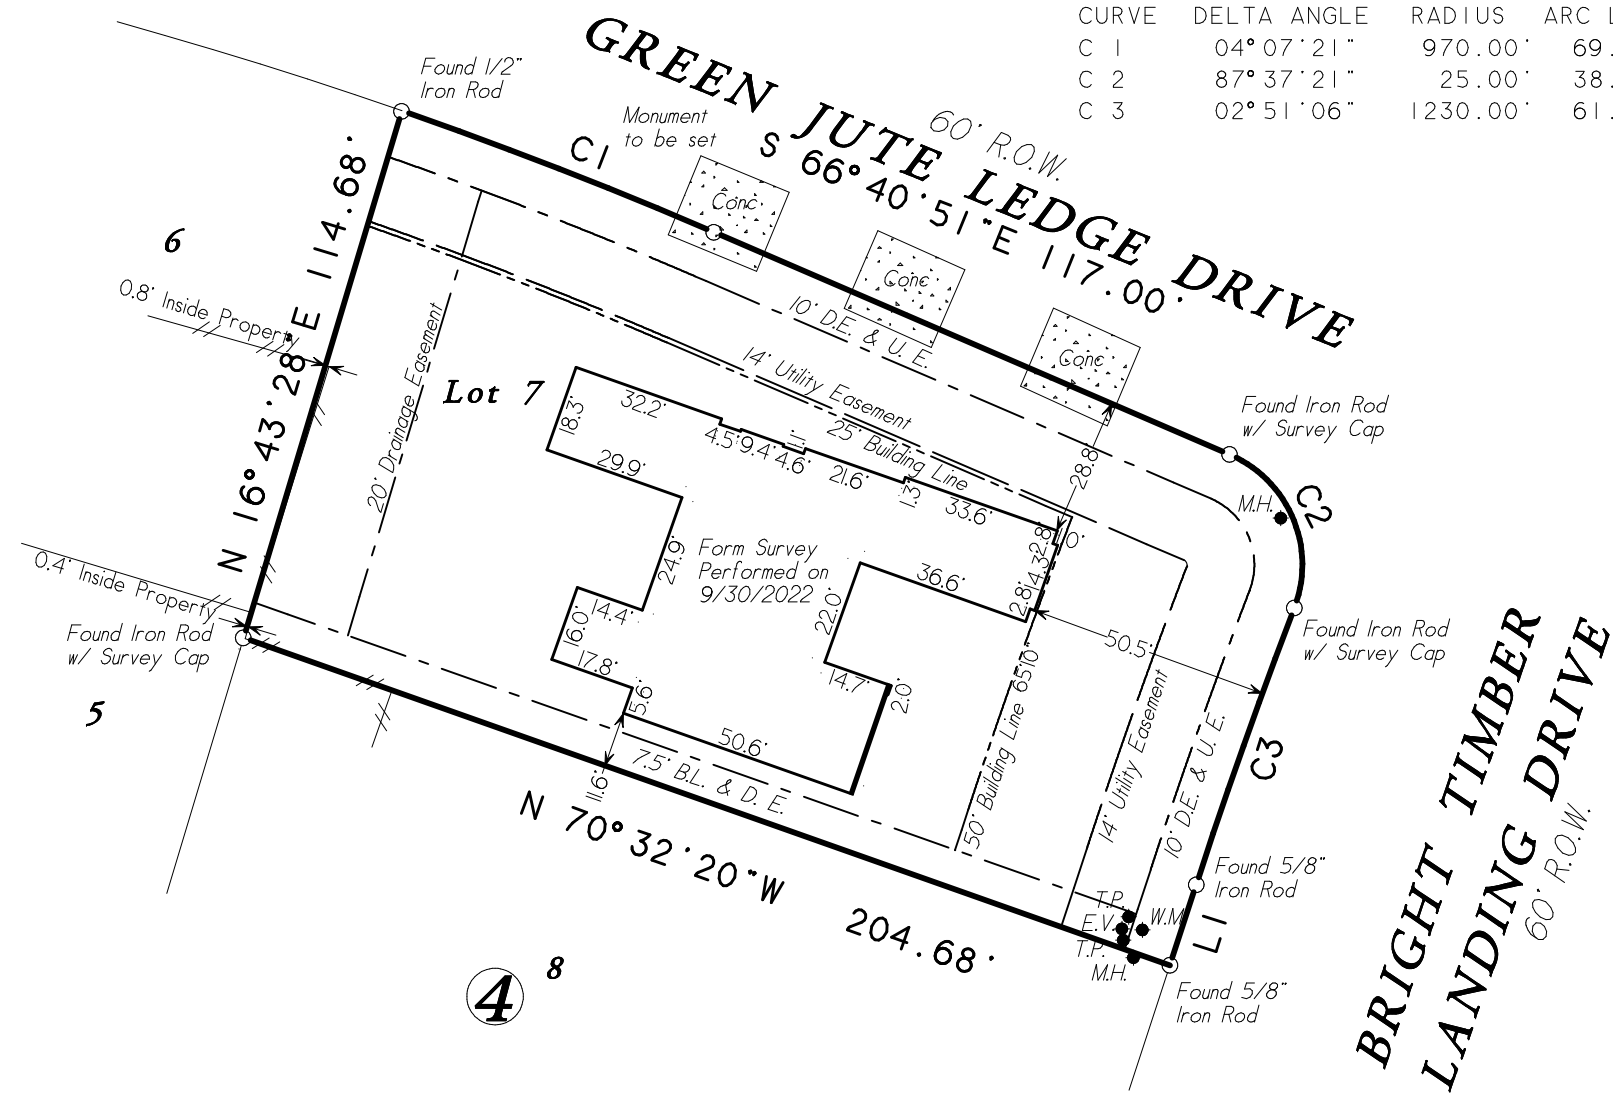 CURVE DELTA ANGLE RADIUS ARC L
C 1 04°07'21" 970.00' 69.
C 2 87°37'21" 25.00' 38.
C 3 02°51'06" 1230.00' 61.
GREEN JUTE LEDGE DRIVE
60' R.O.W.
S 66°40'51"E 117.00'
Found 1/2"
Iron Rod
Monument
to be set
C1
Conc
Conc
Conc
6
0.8' Inside Property
N 16°43'28"E 114.68'
20' Drainage Easement
Lot 7
10' D.E. & U.E.
14' Utility Easement
25' Building Line
Found Iron Rod
w/ Survey Cap
M.H.
C2
28.8'
32.2'
18.3'
4.5'
9.4'
1.1'
4.6'
21.6'
1.3'
33.6'
2.8'
14.3'
2.8'
29.9'
24.9'
Form Survey
Performed on
9/30/2022
36.6'
22.0'
14.4'
16.0'
17.8'
5.6'
50.6'
14.7'
2.0'
50.5'
0.4' Inside Property
Found Iron Rod
w/ Survey Cap
5
Found Iron Rod
w/ Survey Cap
50' Building Line
14' Utility Easement
10' D.E. & U.E.
C3
7.5' B.L. & D.E.
11.6'
N 70°32'20"W 204.68'
Found 5/8"
Iron Rod
T.P.
E.V.
W.M.
T.P.
M.H.
L1
Found 5/8"
Iron Rod
BRIGHT TIMBER
LANDING DRIVE
60' R.O.W.
4
8